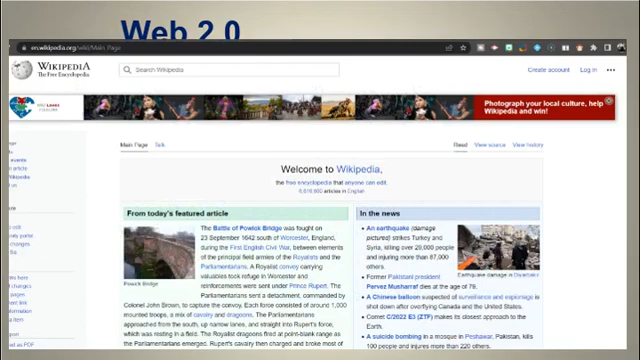 Web 2.0
en.wikipedia.org/wiki/Main_Page
WIKIPEDIA
The Free Encyclopedia
Search Wikipedia
Create account Log in
Photograph your local culture, help
Wikipedia and win!
Main Page Talk
Read View source View history
Welcome to Wikipedia,
the free encyclopedia that anyone can edit.
articles in English
From today's featured article
The Battle of Powick Bridge was fought on
23 September 1642 south of Worcester, England,
during the First English Civil War, between elements
of the principal field armies of the Royalists and the
Parliamentarians. A Royalist convoy carrying
valuables took refuge in Worcester and
reinforcements were sent under Prince Rupert. The
Parliamentarians sent a detachment, commanded by
Powick Bridge
Colonel John Brown, to capture the convoy. Each force consisted of around 1,000
mounted troops, a mix of cavalry and dragoons. The Parliamentarians
approached from the south, up narrow lanes, and straight into Rupert's force,
which was resting in a field. The Royalist dragoons fired at point-blank range as
the Parliamentarians emerged. Rupert's cavalry then charged and broke most of
In the news
An earthquake (damage
pictured) strikes Turkey and
Syria, killing over 29,000 people
and injuring more than 87,000
others.
Earthquake damage in Diyarbakır
Former Pakistani president
Pervez Musharraf dies at the age of 79.
A Chinese balloon suspected of surveillance and espionage is
shot down after overflying Canada and the United States.
Comet C/2022 E3 (ZTF) makes its closest approach to the
Earth.
A suicide bombing in a mosque in Peshawar, Pakistan, kills
100 people and injures more than 220 others.